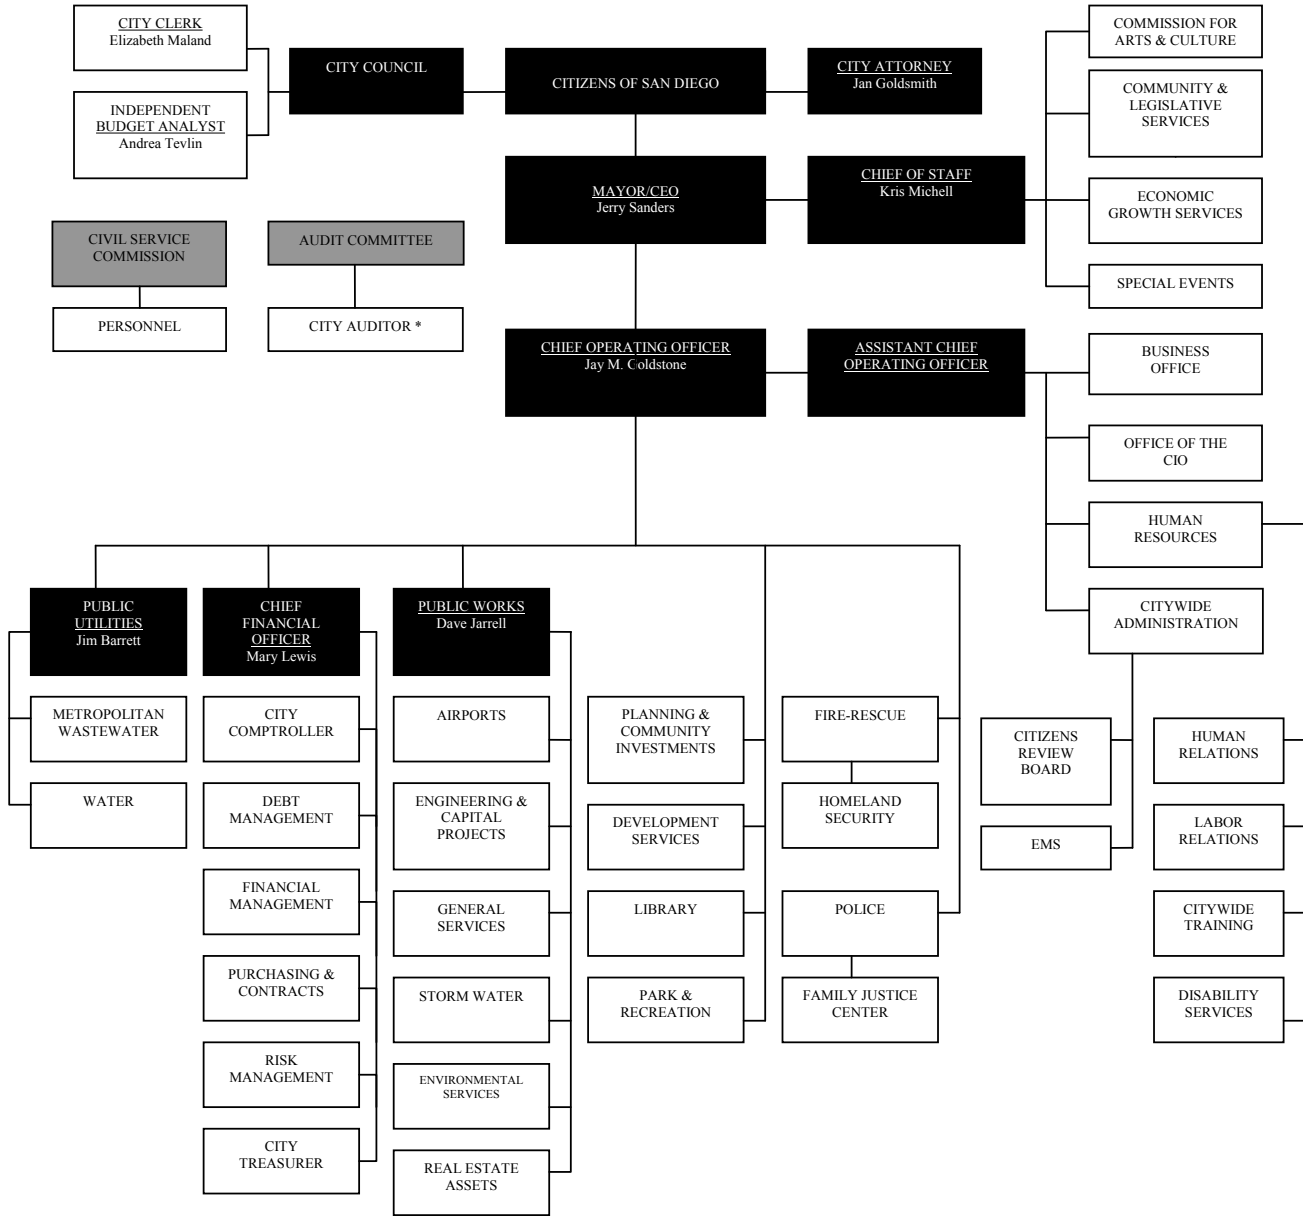 CITY CLERK
Elizabeth Maland
INDEPENDENT
BUDGET ANALYST
Andrea Tevlin
CITY COUNCIL
CITIZENS OF SAN DIEGO
CITY ATTORNEY
Jan Goldsmith
MAYOR/CEO
Jerry Sanders
CHIEF OF STAFF
Kris Michell
COMMISSION FOR
ARTS & CULTURE
COMMUNITY &
LEGISLATIVE
SERVICES
ECONOMIC
GROWTH SERVICES
SPECIAL EVENTS
CIVIL SERVICE
COMMISSION
PERSONNEL
AUDIT COMMITTEE
CITY AUDITOR *
CHIEF OPERATING OFFICER
Jay M. Goldstone
ASSISTANT CHIEF
OPERATING OFFICER
BUSINESS
OFFICE
OFFICE OF THE
CIO
HUMAN
RESOURCES
CITYWIDE
ADMINISTRATION
PUBLIC
UTILITIES
Jim Barrett
METROPOLITAN
WASTEWATER
WATER
CHIEF
FINANCIAL
OFFICER
Mary Lewis
CITY
COMPTROLLER
DEBT
MANAGEMENT
FINANCIAL
MANAGEMENT
PURCHASING &
CONTRACTS
RISK
MANAGEMENT
CITY
TREASURER
PUBLIC WORKS
Dave Jarrell
AIRPORTS
ENGINEERING &
CAPITAL
PROJECTS
GENERAL
SERVICES
STORM WATER
ENVIRONMENTAL
SERVICES
REAL ESTATE
ASSETS
PLANNING &
COMMUNITY
INVESTMENTS
DEVELOPMENT
SERVICES
LIBRARY
PARK &
RECREATION
FIRE-RESCUE
HOMELAND
SECURITY
POLICE
FAMILY JUSTICE
CENTER
CITIZENS
REVIEW
BOARD
EMS
HUMAN
RELATIONS
LABOR
RELATIONS
CITYWIDE
TRAINING
DISABILITY
SERVICES